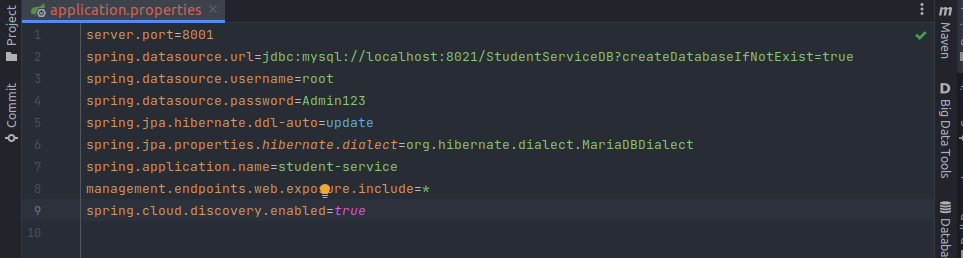 application.properties
Project
Commit
1 server.port=8001
2 spring.datasource.url=jdbc:mysql://localhost:8021/StudentServiceDB?createDatabaseIfNotExist=true
3 spring.datasource.username=root
4 spring.datasource.password=Admin123
5 spring.jpa.hibernate.ddl-auto=update
6 spring.jpa.properties.hibernate.dialect=org.hibernate.dialect.MariaDBDialect
7 spring.application.name=student-service
8 management.endpoints.web.exposure.include=*
9 spring.cloud.discovery.enabled=true
10
m Maven
D Big Data Tools
Databa